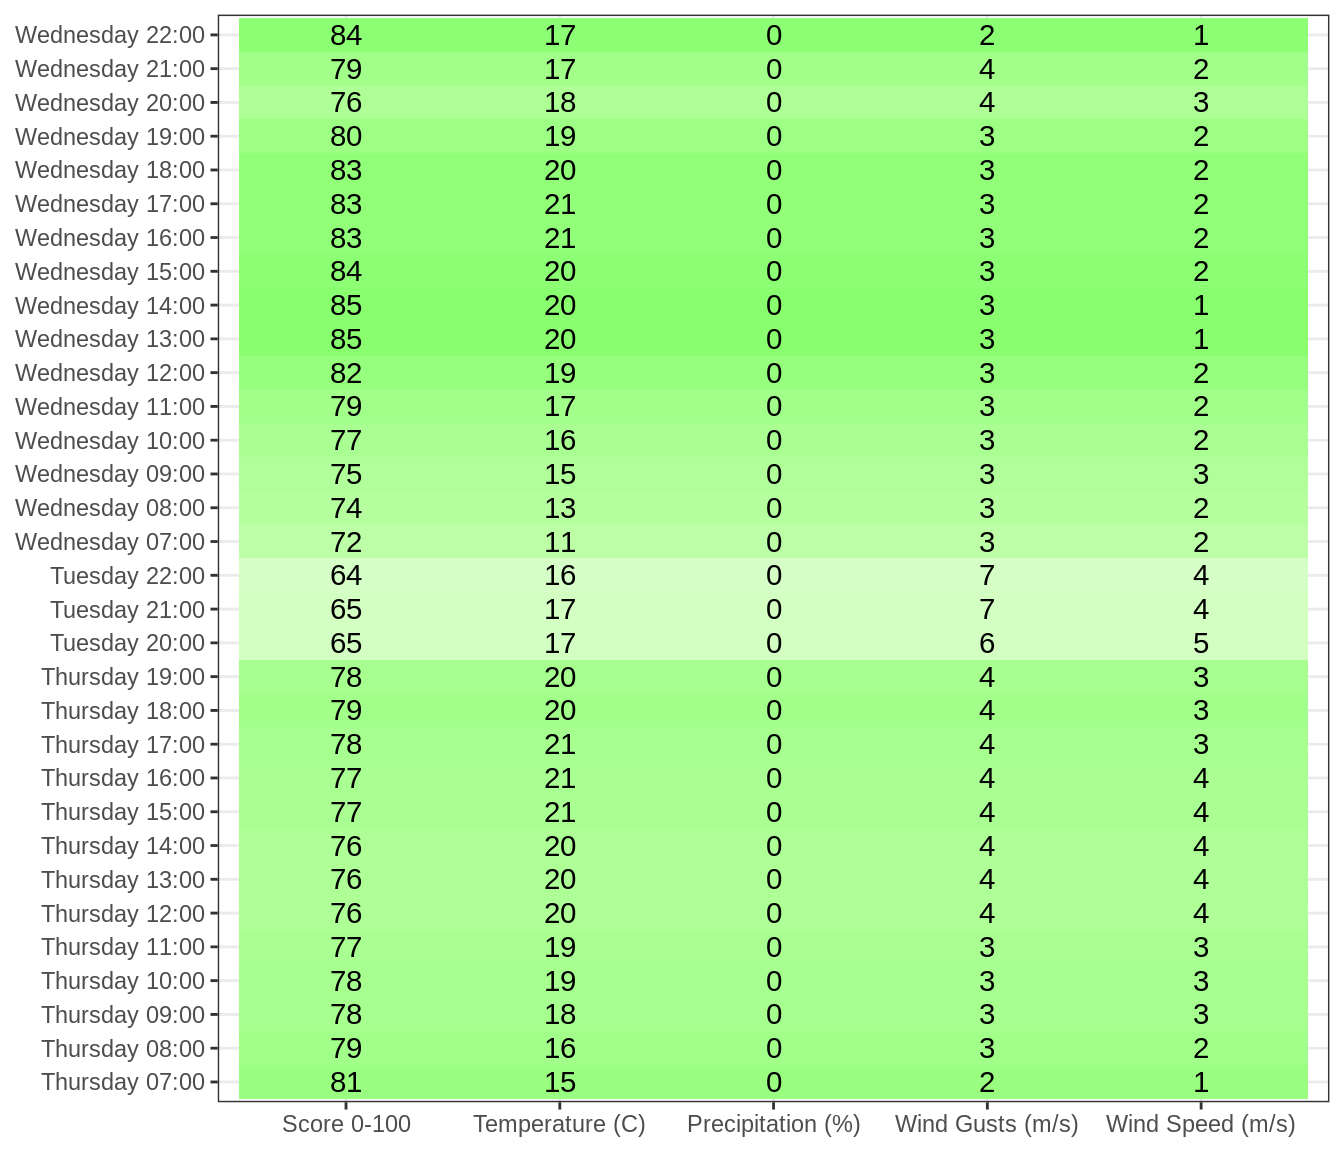 Wednesday 22:00 84 17 0 2 1
Wednesday 21:00 79 17 0 4 2
Wednesday 20:00 76 18 0 4 3
Wednesday 19:00 80 19 0 3 2
Wednesday 18:00 83 20 0 3 2
Wednesday 17:00 83 21 0 3 2
Wednesday 16:00 83 21 0 3 2
Wednesday 15:00 84 20 0 3 2
Wednesday 14:00 85 20 0 3 1
Wednesday 13:00 85 20 0 3 1
Wednesday 12:00 82 19 0 3 2
Wednesday 11:00 79 17 0 3 2
Wednesday 10:00 77 16 0 3 2
Wednesday 09:00 75 15 0 3 3
Wednesday 08:00 74 13 0 3 2
Wednesday 07:00 72 11 0 3 2
Tuesday 22:00 64 16 0 7 4
Tuesday 21:00 65 17 0 7 4
Tuesday 20:00 65 17 0 6 5
Thursday 19:00 78 20 0 4 3
Thursday 18:00 79 20 0 4 3
Thursday 17:00 78 21 0 4 3
Thursday 16:00 77 21 0 4 4
Thursday 15:00 77 21 0 4 4
Thursday 14:00 76 20 0 4 4
Thursday 13:00 76 20 0 4 4
Thursday 12:00 76 20 0 4 4
Thursday 11:00 77 19 0 3 3
Thursday 10:00 78 19 0 3 3
Thursday 09:00 78 18 0 3 3
Thursday 08:00 79 16 0 3 2
Thursday 07:00 81 15 0 2 1
Score 0-100 Temperature (C) Precipitation (%) Wind Gusts (m/s) Wind Speed (m/s)